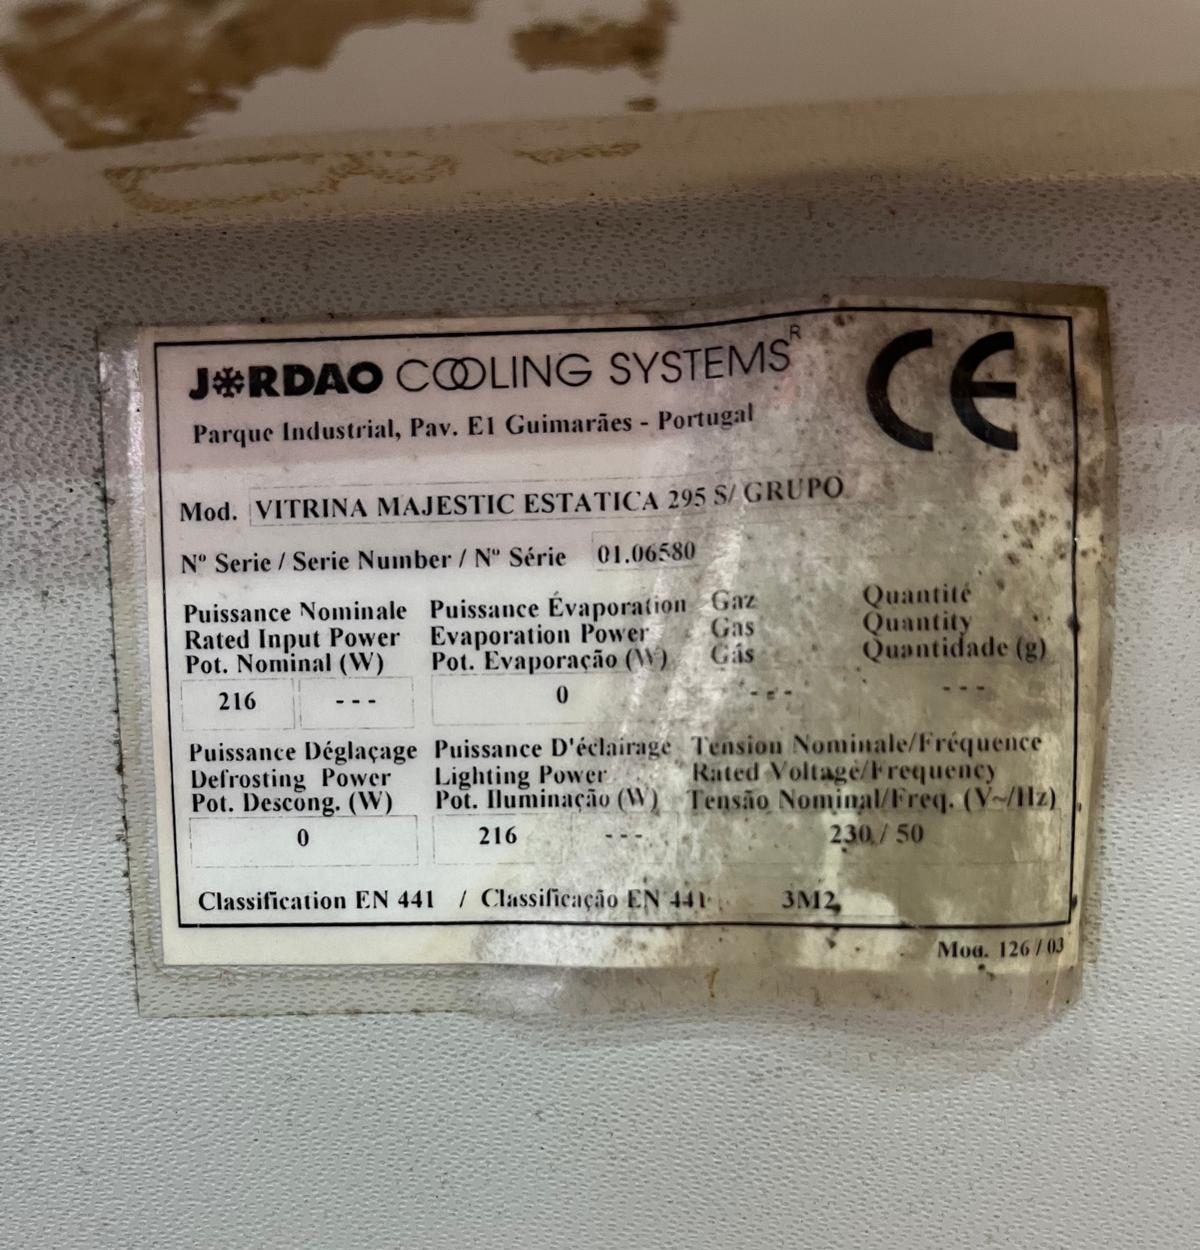 JORDAO COOLING SYSTEMS R
CE
Parque Industrial, Pav. E1 Guimarães - Portugal
Mod. VITRINA MAJESTIC ESTATICA 295 S/ GRUPO
Nº Serie / Serie Number / Nº Série 01.06580
Puissance Nominale Puissance Évaporation Gaz Quantité
Rated Input Power Evaporation Power Gas Quantity
Pot. Nominal (W) Pot. Evaporação (W) Gás Quantidade (g)
216 --- 0 --- ---
Puissance Déglaçage Puissance D'éclairage Tension Nominale/Fréquence
Defrosting Power Lighting Power Rated Voltage/Frequency
Pot. Descong. (W) Pot. Iluminação (W) Tensão Nominal/Freq. (V~/Hz)
0 216 --- 230 / 50
Classification EN 441 / Classificação EN 441 3M2
Mod. 126 / 03